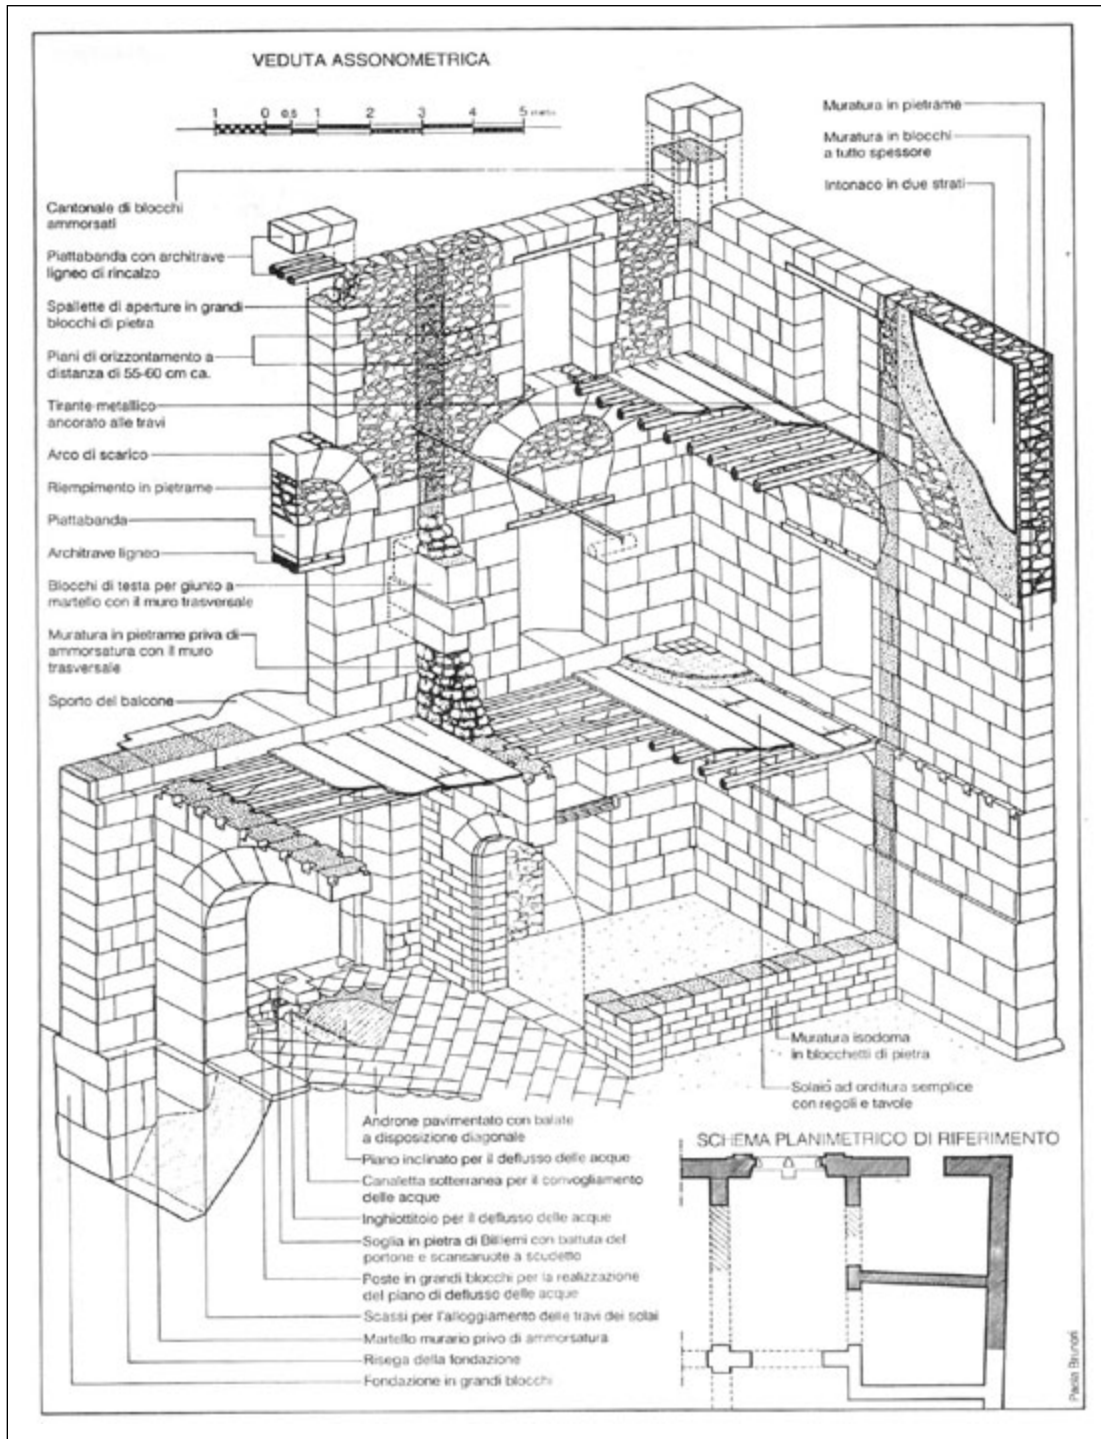 VEDUTA ASSONOMETRICA
1 0 0,5 1 2 3 4 5 metri
Cantonale di blocchi
ammorsati
Piattabanda con architrave
ligneo di rincalzo
Spallette di aperture in grandi
blocchi di pietra
Piani di orizzontamento a
distanza di 55-60 cm ca.
Tirante metallico
ancorato alle travi
Arco di scarico
Riempimento in pietrame
Piattabanda
Architrave ligneo
Blocchi di testa per giunto a
martello con il muro trasversale
Muratura in pietrame priva di
ammorsatura con il muro
trasversale
Sporto del balcone
Muratura in pietrame
Muratura in blocchi
a tutto spessore
Intonaco in due strati
Muratura isodoma
in blocchetti di pietra
Solaio ad orditura semplice
con regoli e tavole
Androne pavimentato con balate
a disposizione diagonale
Piano inclinato per il deflusso delle acque
Canaletta sotterranea per il convogliamento
delle acque
Inghiottitoio per il deflusso delle acque
Soglia in pietra di Billiemi con battuta del
portone e scansaruote a scudetto
Poste in grandi blocchi per la realizzazione
del piano di deflusso delle acque
Scassi per l'alloggiamento delle travi dei solai
Martello murario privo di ammorsatura
Risega della fondazione
Fondazione in grandi blocchi
SCHEMA PLANIMETRICO DI RIFERIMENTO
Paola Brunori